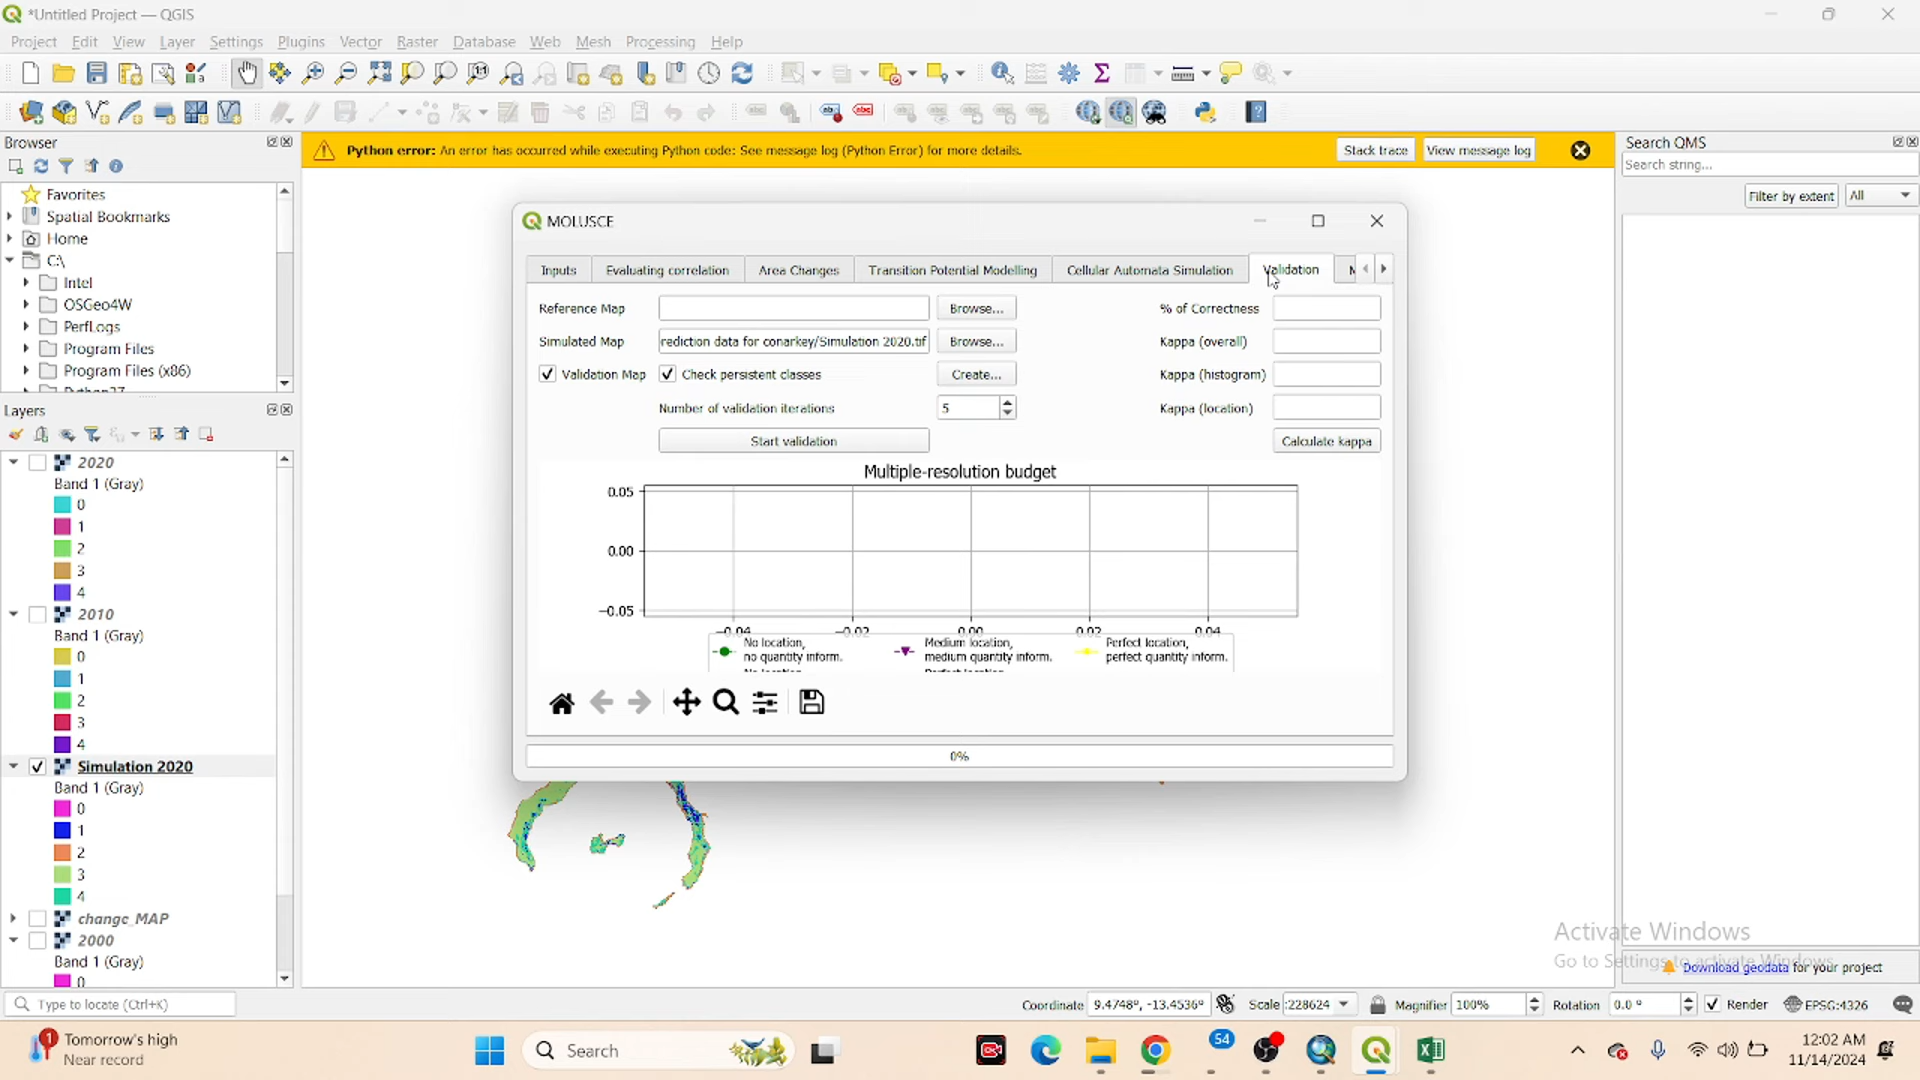 *Untitled Project — QGIS
Project Edit View Layer Settings Plugins Vector Raster Database Web Mesh Processing Help
Browser
Favorites
Spatial Bookmarks
Home
C:\
Intel
OSGeo4W
PerfLogs
Program Files
Program Files (x86)
Python27
Layers
2020
Band 1 (Gray)
0
1
2
3
4
2010
Band 1 (Gray)
0
1
2
3
4
Simulation 2020
Band 1 (Gray)
0
1
2
3
4
change_MAP
2000
Band 1 (Gray)
0
Python error: An error has occurred while executing Python code: See message log (Python Error) for more details.
Stack trace View message log
MOLUSCE
Inputs Evaluating correlation Area Changes Transition Potential Modelling Cellular Automata Simulation Validation M
Reference Map Browse... % of Correctness
Simulated Map rediction data for conarkey/Simulation 2020.tif Browse... Kappa (overall)
Validation Map Check persistent classes Create... Kappa (histogram)
Number of validation iterations 5 Kappa (location)
Start validation Calculate kappa
Multiple-resolution budget
0.05
0.00
−0.05
−0.04 −0.02 0.00 0.02 0.04
No location, no quantity inform.
Medium location, medium quantity inform.
Perfect location, perfect quantity inform.
0%
Search QMS
Search string...
Filter by extent All
Activate Windows
Go to Settings to activate Windows.
Download geodata for your project
Type to locate (Ctrl+K)
Coordinate 9.4748°, -13.4536° Scale :228624 Magnifier 100% Rotation 0.0 ° Render EPSG:4326
1
Tomorrow's high
Near record
Search
54
12:02 AM
11/14/2024